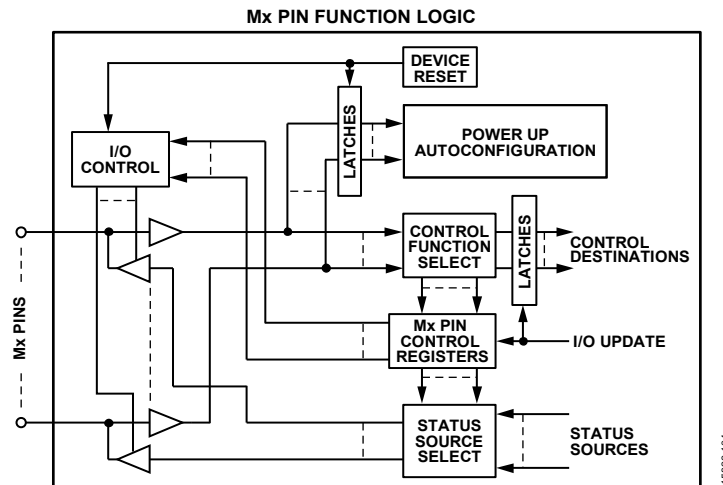 Mx PIN FUNCTION LOGIC
DEVICE
RESET
LATCHES
POWER UP
AUTOCONFIGURATION
I/O
CONTROL
CONTROL
FUNCTION
SELECT
LATCHES
CONTROL
DESTINATIONS
Mx PINS
Mx PIN
CONTROL
REGISTERS
I/O UPDATE
STATUS
SOURCE
SELECT
STATUS
SOURCES